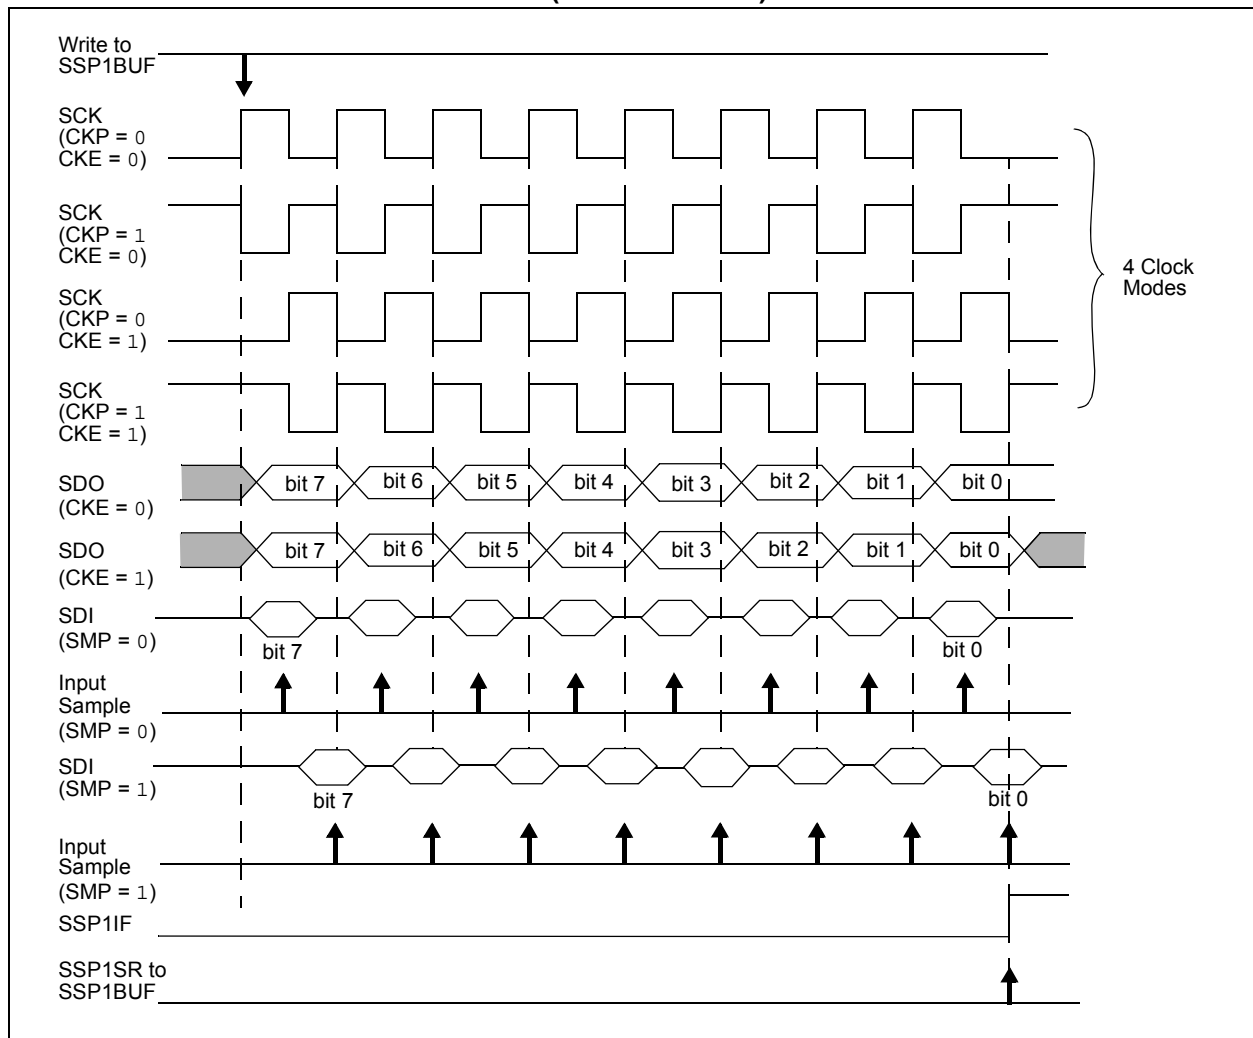 Write to
SSP1BUF
SCK
(CKP = 0
CKE = 0)
SCK
(CKP = 1
CKE = 0)
SCK
(CKP = 0
CKE = 1)
SCK
(CKP = 1
CKE = 1)
4 Clock
Modes
SDO
(CKE = 0)
bit 7 bit 6 bit 5 bit 4 bit 3 bit 2 bit 1 bit 0
SDO
(CKE = 1)
bit 7 bit 6 bit 5 bit 4 bit 3 bit 2 bit 1 bit 0
SDI
(SMP = 0)
bit 7 bit 0
Input
Sample
(SMP = 0)
SDI
(SMP = 1)
bit 7 bit 0
Input
Sample
(SMP = 1)
SSP1IF
SSP1SR to
SSP1BUF